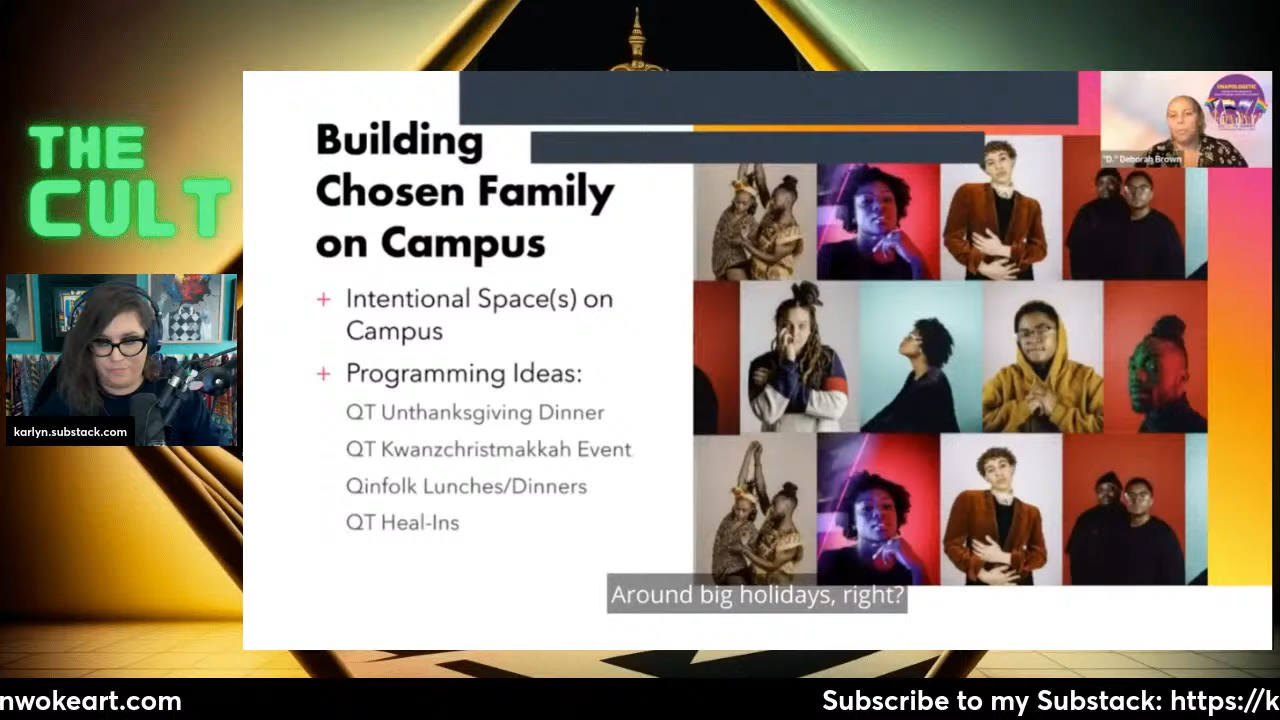 THE
CULT
karlyn.substack.com
Building
Chosen Family
on Campus
+ Intentional Space(s) on
Campus
+ Programming Ideas:
QT Unthanksgiving Dinner
QT Kwanzchristmakkah Event
Qinfolk Lunches/Dinners
QT Heal-Ins
UNAPOLOGETIC
"D." Deborah Brown
Around big holidays, right?
nwokeart.com
Subscribe to my Substack: https://k